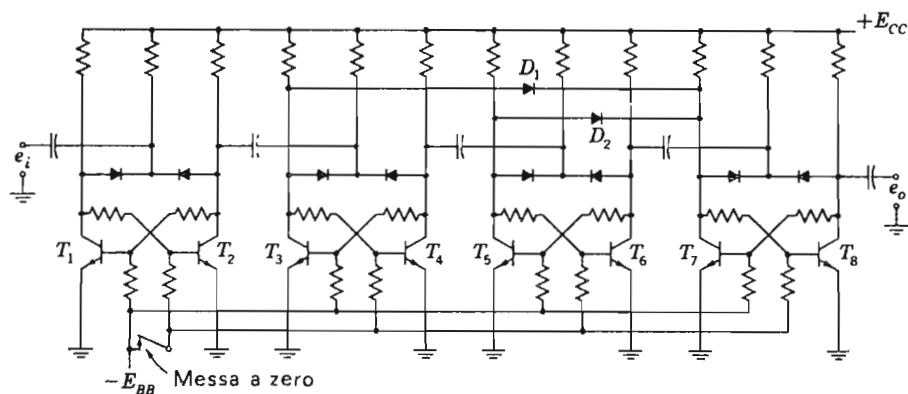 +E_CC
D_1
D_2
e_i
e_o
T_1 T_2 T_3 T_4 T_5 T_6 T_7 T_8
-E_BB Messa a zero